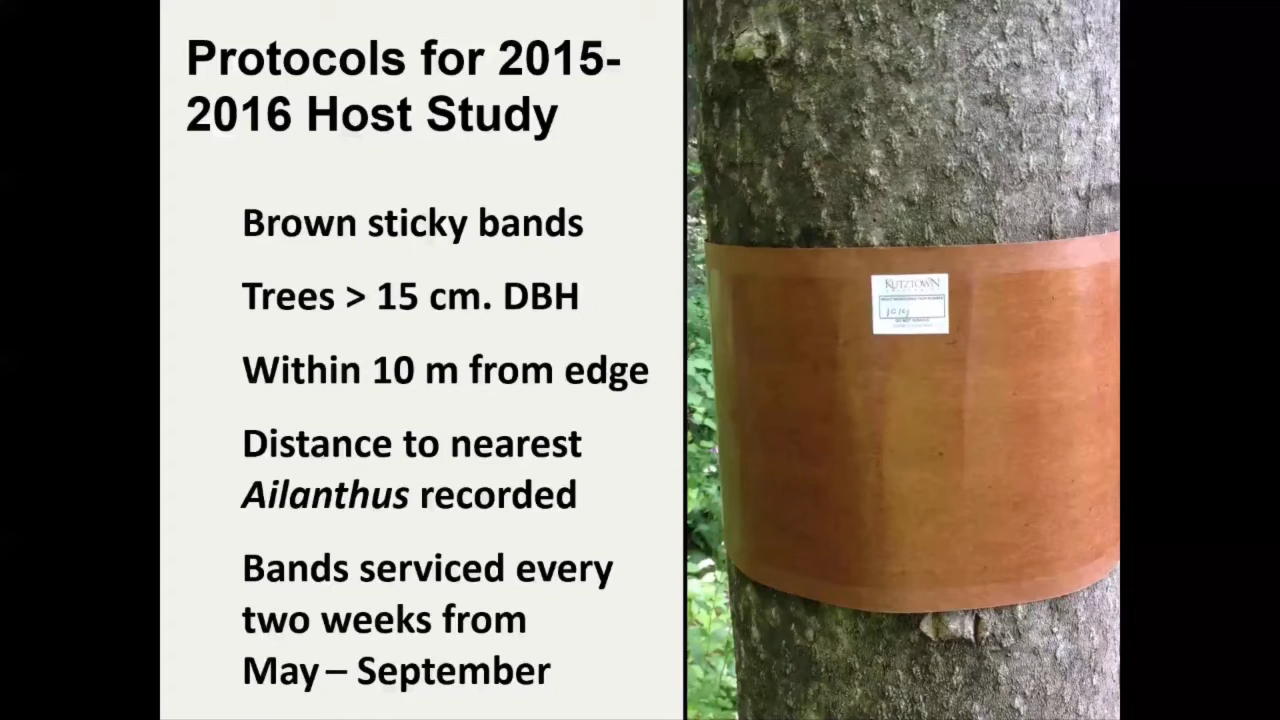 Protocols for 2015-
2016 Host Study
Brown sticky bands
Trees > 15 cm. DBH
Within 10 m from edge
Distance to nearest
Ailanthus recorded
Bands serviced every
two weeks from
May – September
KUTZTOWN